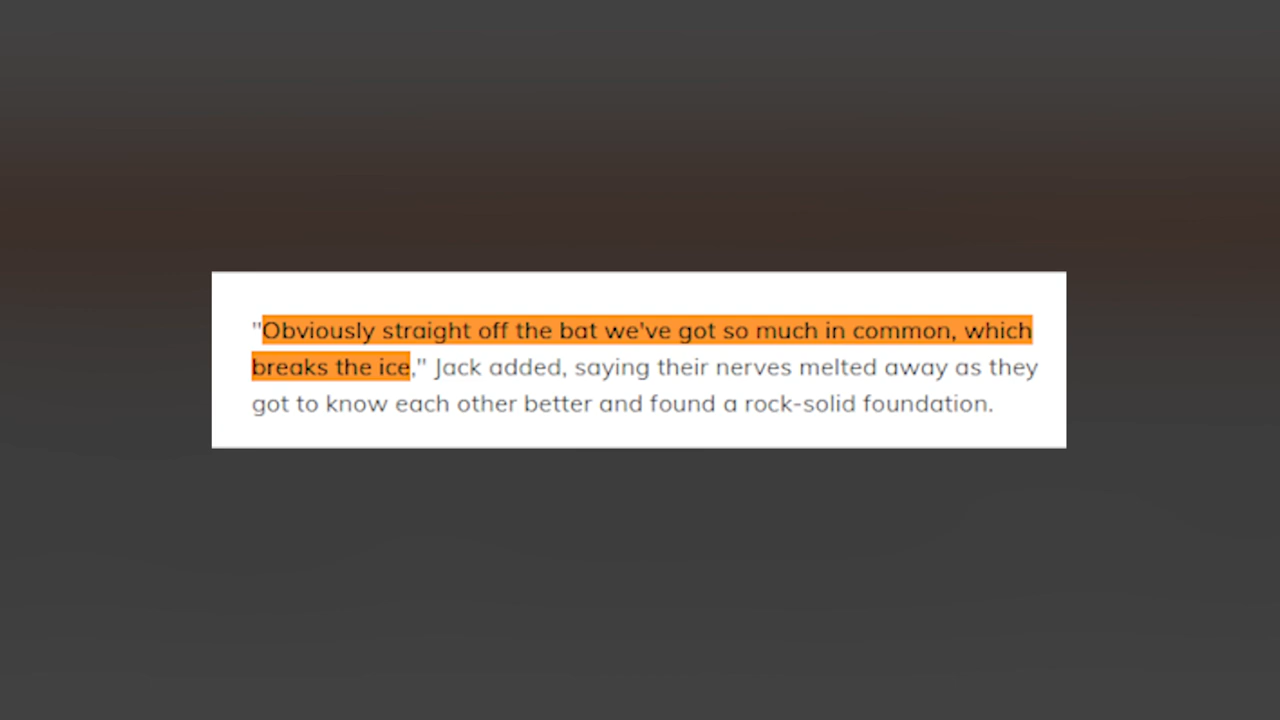 "Obviously straight off the bat we've got so much in common, which
breaks the ice," Jack added, saying their nerves melted away as they
got to know each other better and found a rock-solid foundation.